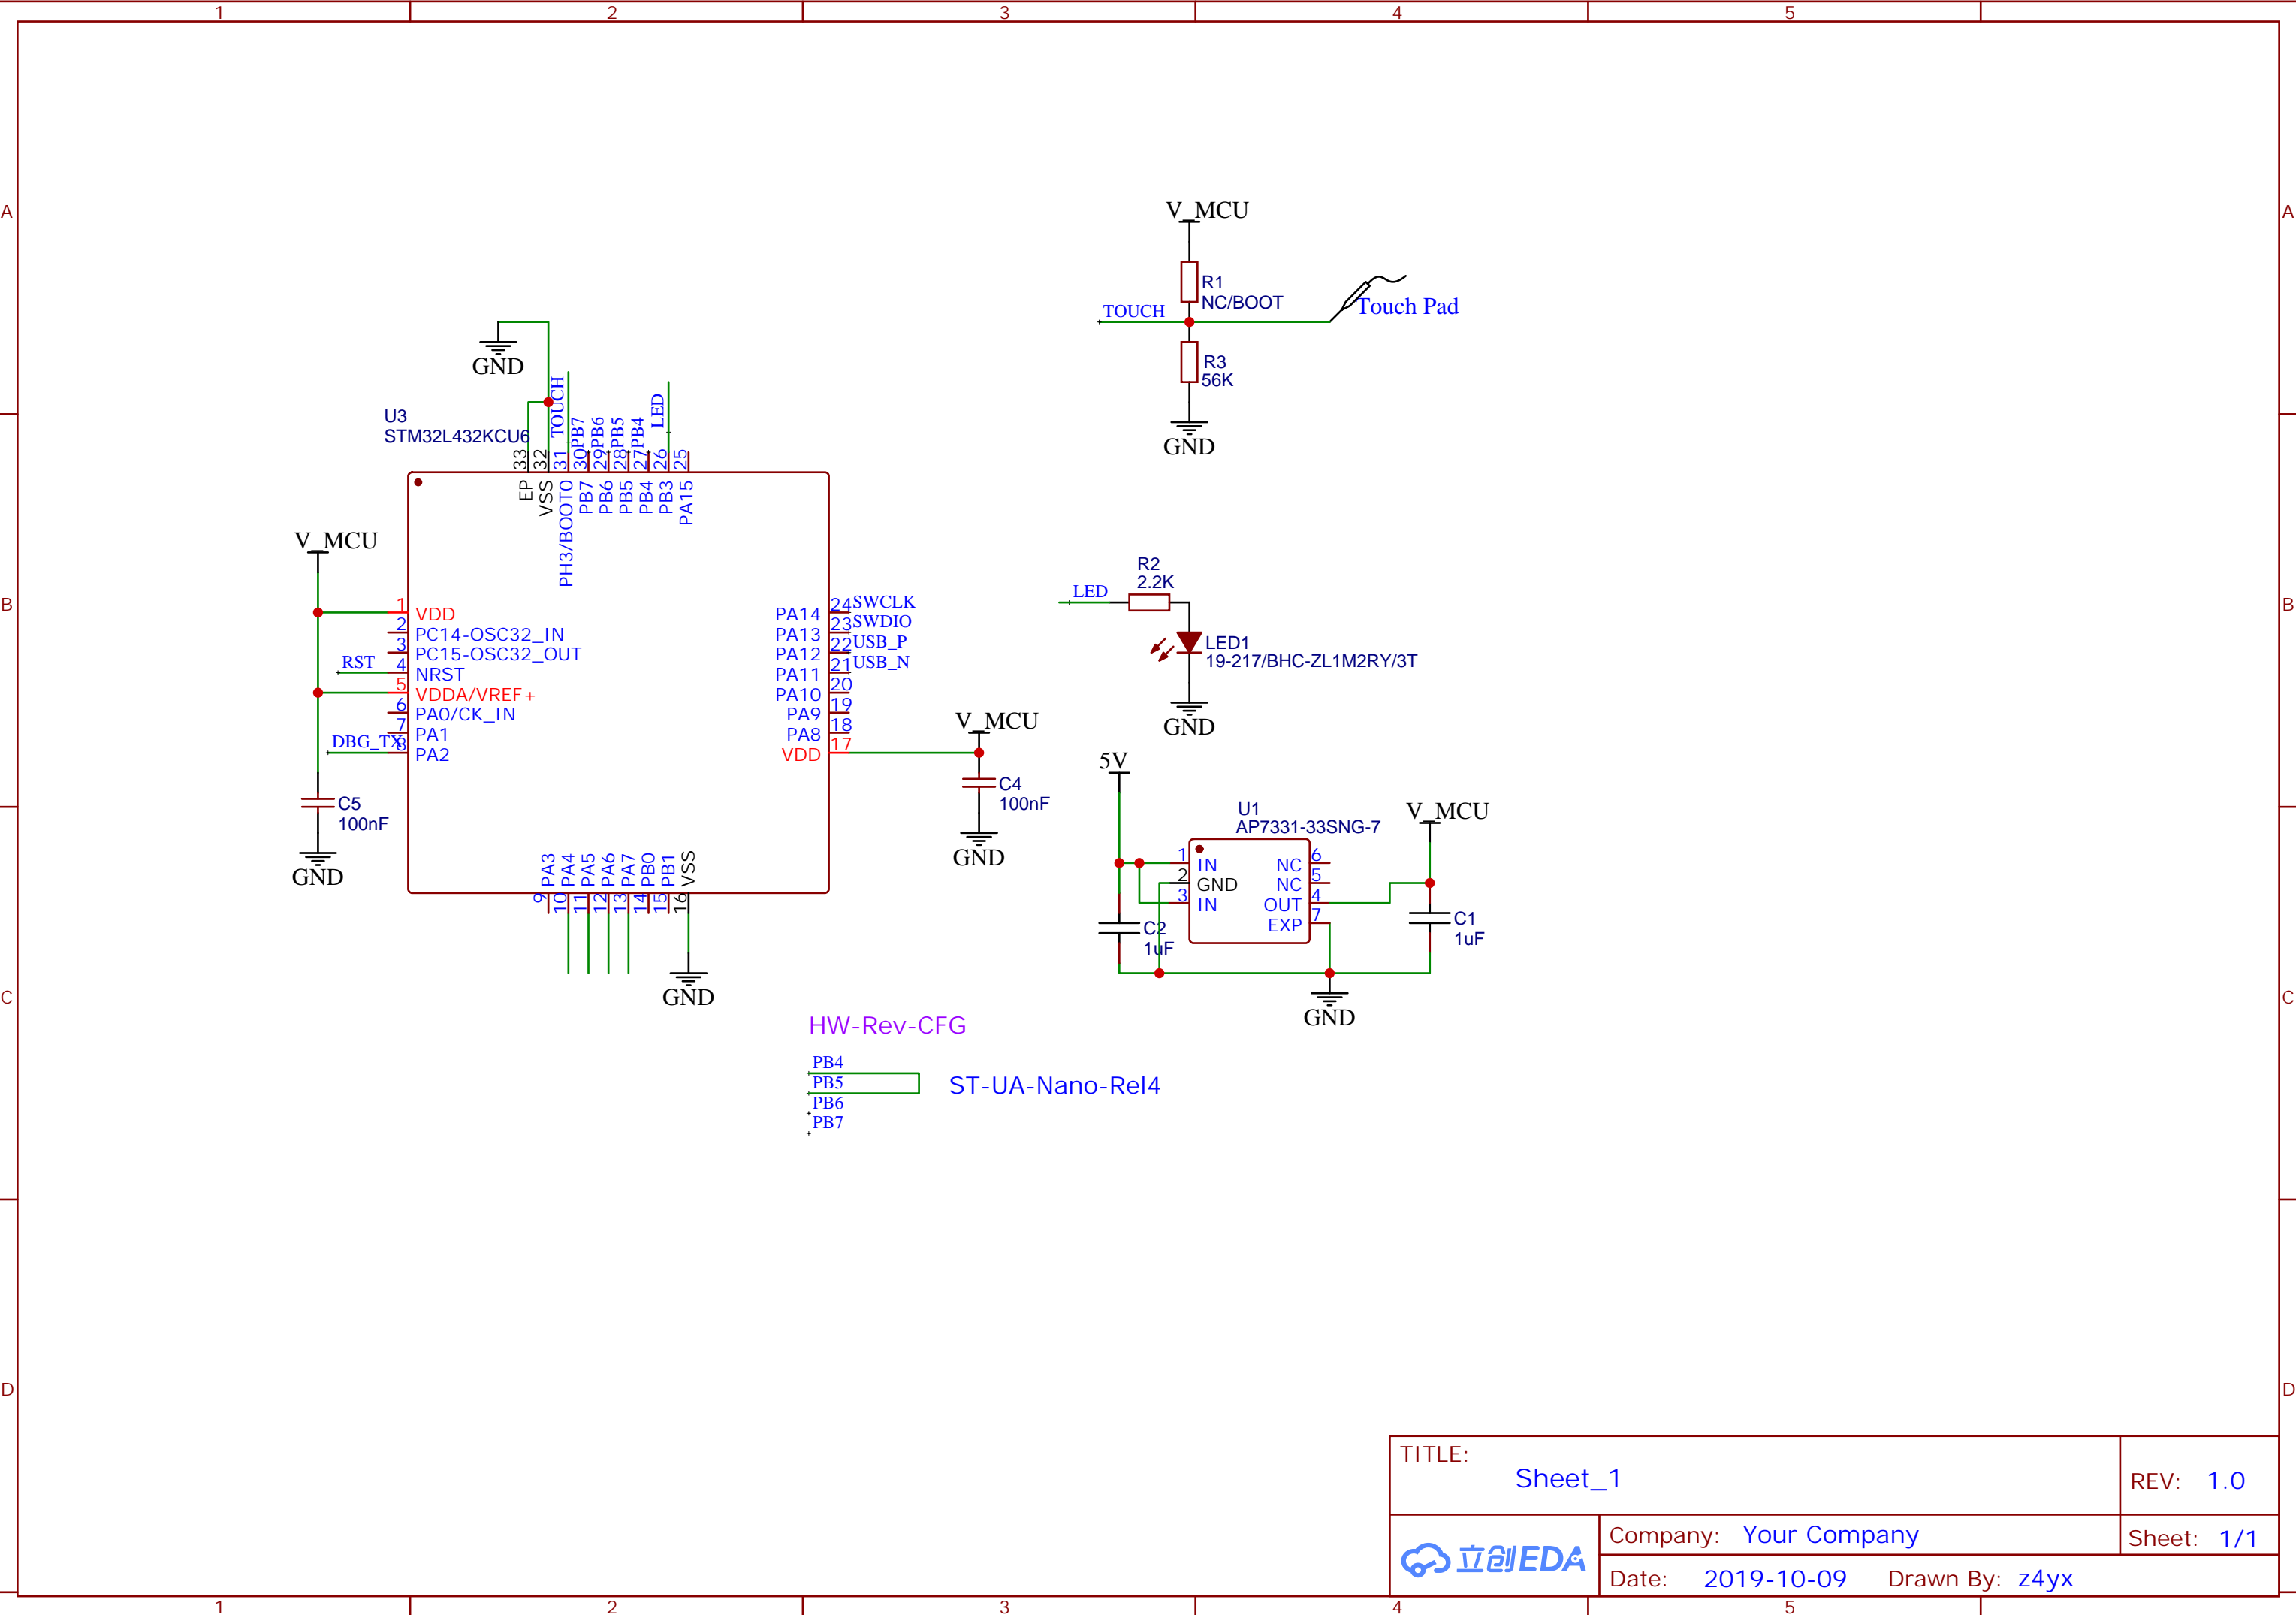 1 2 3 4 5
A
B
C
D
A
B
C
D
1 2 3 4 5
GND
U3
STM32L432KCU6
TOUCH
PB7
PB6
PB5
PB4
LED
33
32
31
30
29
28
27
26
25
EP
VSS
PH3/BOOT0
PB7
PB6
PB5
PB4
PB3
PA15
V_MCU
1 VDD
2 PC14-OSC32_IN
3 PC15-OSC32_OUT
RST 4 NRST
5 VDDA/VREF+
6 PA0/CK_IN
7 PA1
DBG_TX 8 PA2
C5
100nF
GND
PA14 24 SWCLK
PA13 23 SWDIO
PA12 22 USB_P
PA11 21 USB_N
PA10 20
PA9 19
PA8 18
VDD 17
V_MCU
C4
100nF
GND
PA3
PA4
PA5
PA6
PA7
PB0
PB1
VSS
9
10
11
12
13
14
15
16
GND
V_MCU
R1
NC/BOOT
TOUCH
Touch Pad
R3
56K
GND
R2
2.2K
LED
LED1
19-217/BHC-ZL1M2RY/3T
GND
5V
U1
AP7331-33SNG-7
V_MCU
1 IN NC 6
2 GND NC 5
3 IN OUT 4
EXP 7
C2
1uF
C1
1uF
GND
HW-Rev-CFG
PB4
PB5
PB6
PB7
ST-UA-Nano-Rel4
TITLE:
Sheet_1
REV: 1.0
立创EDA
Company: Your Company
Sheet: 1/1
Date: 2019-10-09 Drawn By: z4yx